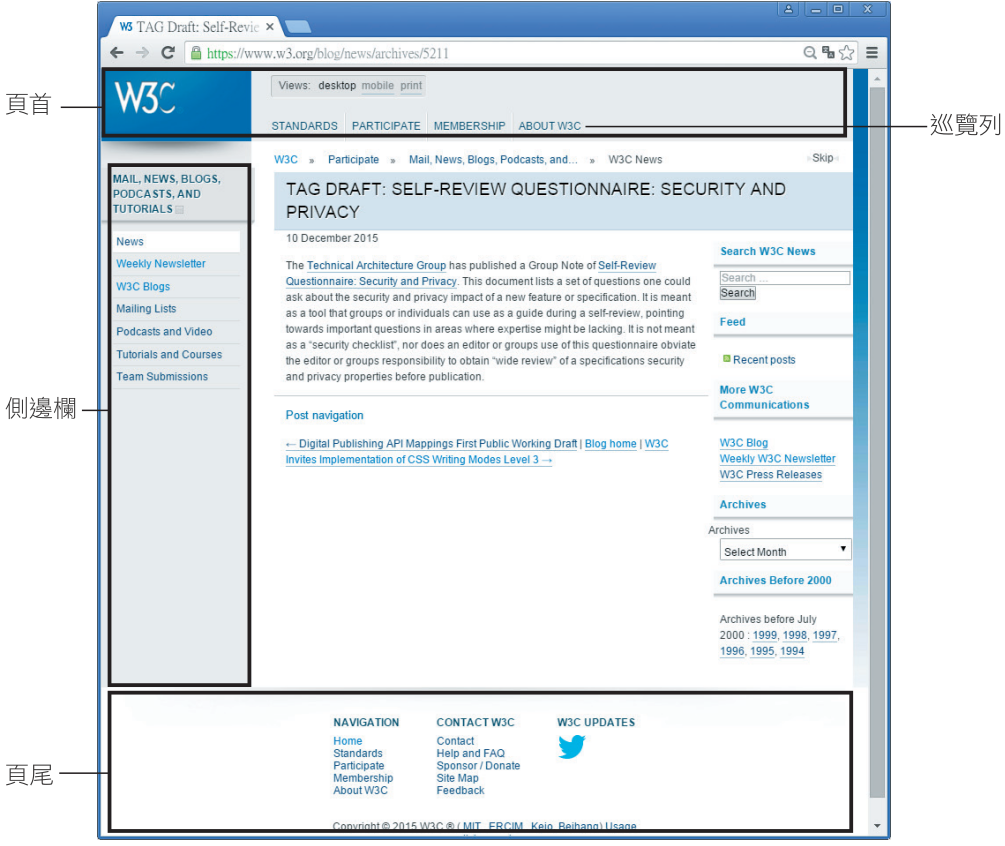 W3 TAG Draft: Self-Revie
https://www.w3.org/blog/news/archives/5211
頁首
W3C
Views: desktop mobile print
STANDARDS PARTICIPATE MEMBERSHIP ABOUT W3C
巡覽列
W3C » Participate » Mail, News, Blogs, Podcasts, and… » W3C News
Skip
MAIL, NEWS, BLOGS,
PODCASTS, AND
TUTORIALS
News
Weekly Newsletter
W3C Blogs
Mailing Lists
Podcasts and Video
Tutorials and Courses
Team Submissions
側邊欄
TAG DRAFT: SELF-REVIEW QUESTIONNAIRE: SECURITY AND
PRIVACY
10 December 2015
The Technical Architecture Group has published a Group Note of Self-Review
Questionnaire: Security and Privacy. This document lists a set of questions one could
ask about the security and privacy impact of a new feature or specification. It is meant
as a tool that groups or individuals can use as a guide during a self-review, pointing
towards important questions in areas where expertise might be lacking. It is not meant
as a “security checklist”, nor does an editor or groups use of this questionnaire obviate
the editor or groups responsibility to obtain “wide review” of a specifications security
and privacy properties before publication.
Post navigation
← Digital Publishing API Mappings First Public Working Draft | Blog home | W3C
Invites Implementation of CSS Writing Modes Level 3 →
Search W3C News
Search ...
Search
Feed
Recent posts
More W3C
Communications
W3C Blog
Weekly W3C Newsletter
W3C Press Releases
Archives
Archives
Select Month
Archives Before 2000
Archives before July
2000 : 1999, 1998, 1997,
1996, 1995, 1994
頁尾
NAVIGATION
Home
Standards
Participate
Membership
About W3C
CONTACT W3C
Contact
Help and FAQ
Sponsor / Donate
Site Map
Feedback
W3C UPDATES
Copyright © 2015 W3C ® ( MIT , ERCIM , Keio, Beihang) Usage